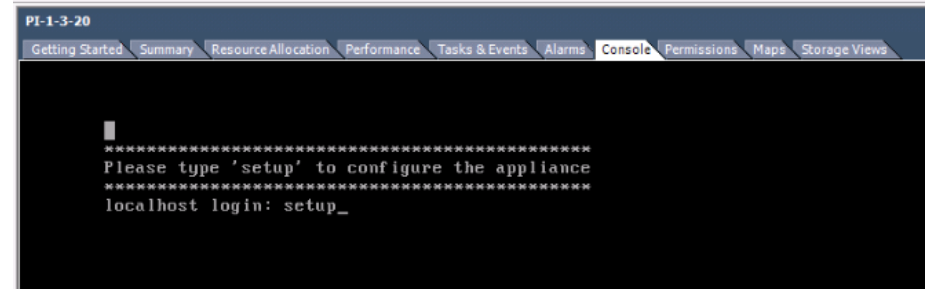 PI-1-3-20
Getting Started Summary Resource Allocation Performance Tasks & Events Alarms Console Permissions Maps Storage Views
**********************************************
Please type 'setup' to configure the appliance
**********************************************
localhost login: setup_